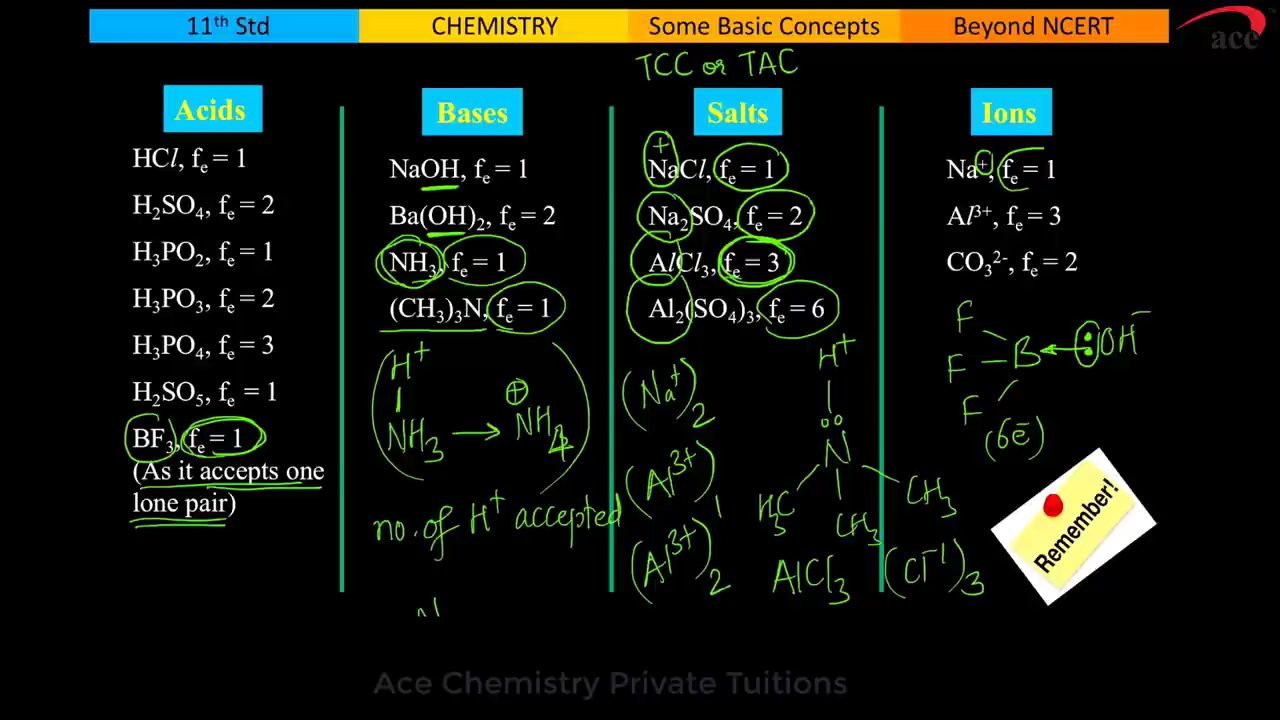 11th Std
CHEMISTRY
Some Basic Concepts
Beyond NCERT
ace
TCC or TAC
Acids
HCl, fe = 1
H2SO4, fe = 2
H3PO2, fe = 1
H3PO3, fe = 2
H3PO4, fe = 3
H2SO5, fe = 1
BF3, fe = 1
(As it accepts one
lone pair)
Bases
NaOH, fe = 1
Ba(OH)2, fe = 2
NH3, fe = 1
(CH3)3N, fe = 1
H+
NH3 → NH4 +
no. of H+ accepted
Salts
+
NaCl, fe = 1
Na2SO4, fe = 2
AlCl3, fe = 3
Al2(SO4)3, fe = 6
(Na+)2
(Al3+)1
(Al3+)2
H+
N
H3C
CH3
CH3
AlCl3
(Cl-1)3
Ions
Na+, fe = 1
Al3+, fe = 3
CO32-, fe = 2
F
F – B ← :OH-
F
(6e-)
Remember!
Ace Chemistry Private Tuitions